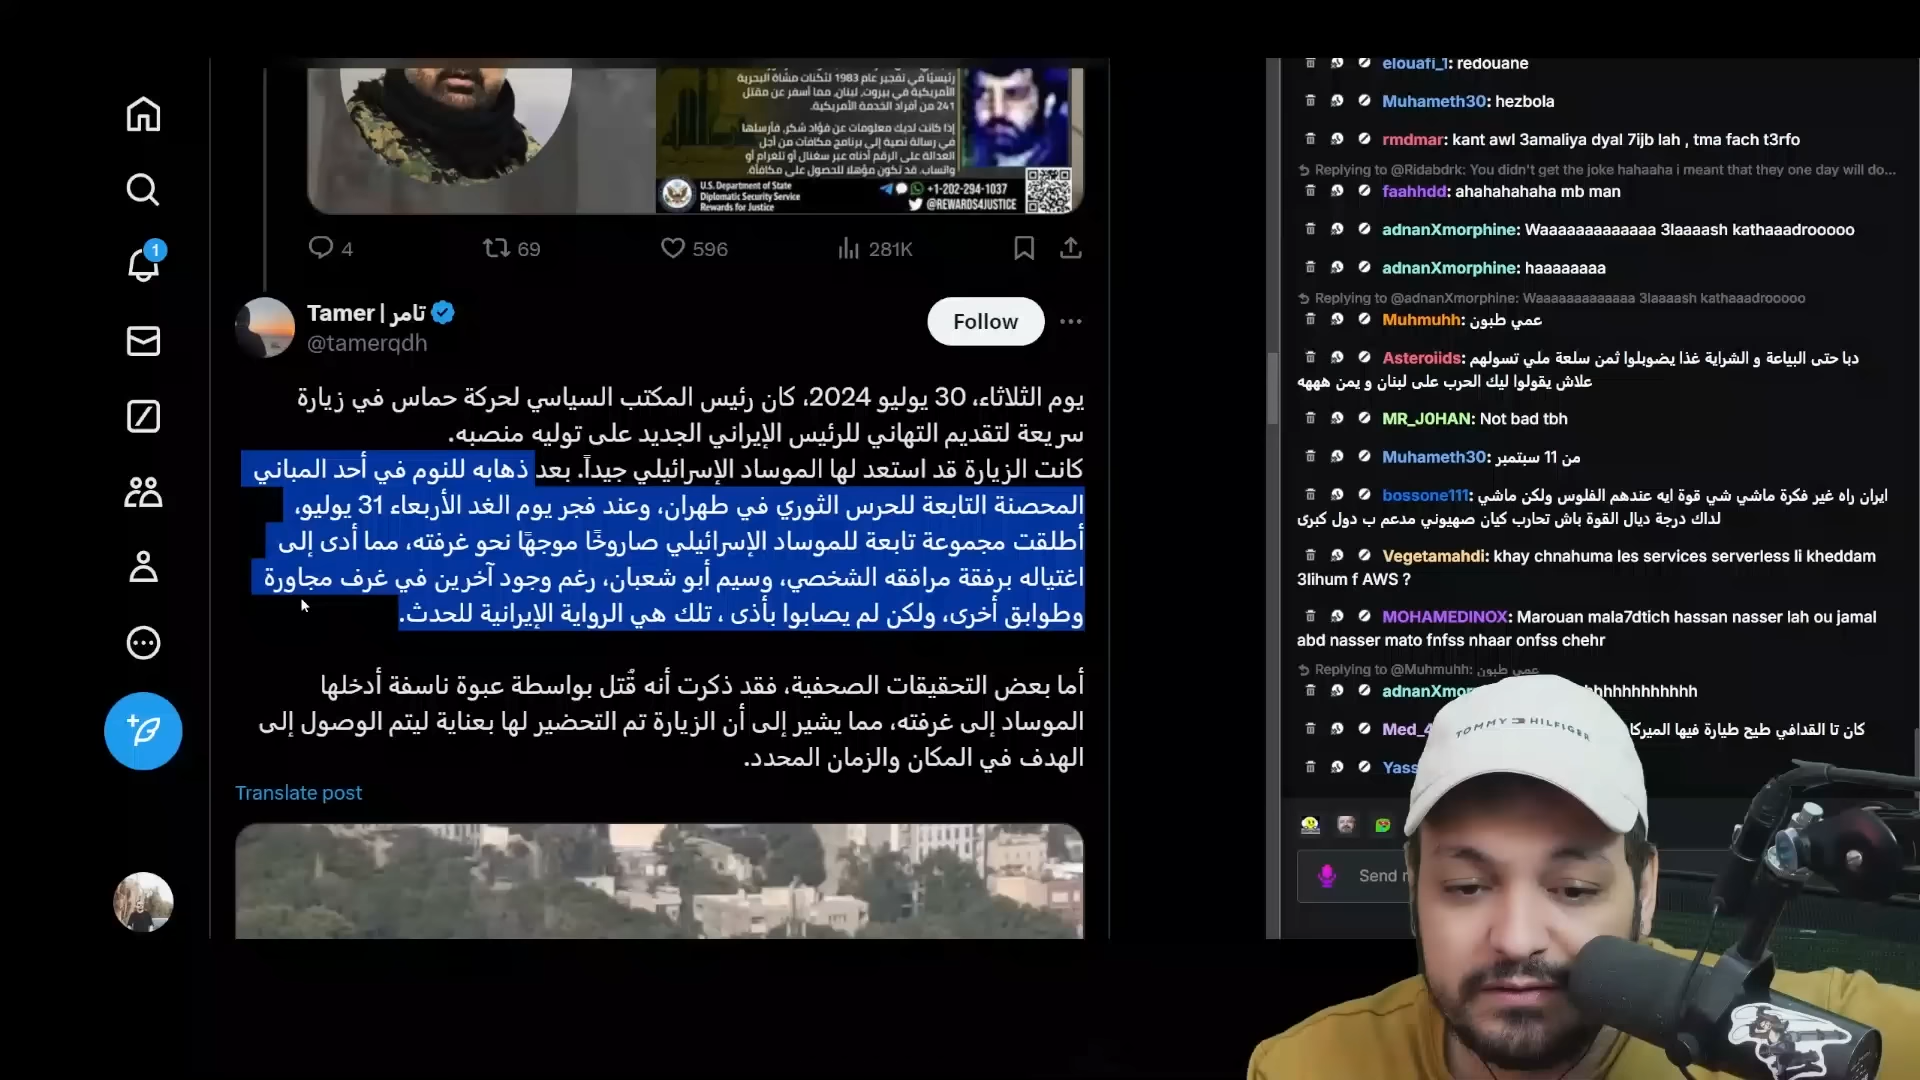 رئيسيًا في تفجير عام 1983 لثكنات مشاة البحرية
الأمريكية في بيروت، لبنان، مما أسفر عن مقتل
241 من أفراد الخدمة الأمريكية.
إذا كانت لديك معلومات عن فؤاد شكر، فأرسلها
في رسالة نصية إلى برنامج مكافآت من أجل
العدالة على الرقم أدناه عبر سغنال أو تلغرام أو
واتساب. قد تكون مؤهلا للحصول على مكافأة.
U.S. Department of State
Diplomatic Security Service
Rewards for Justice
+1-202-294-1037
@REWARDS4JUSTICE
4 69 596 281K
1
Tamer | تامر
@tamerqdh
Follow
يوم الثلاثاء، 30 يوليو 2024، كان رئيس المكتب السياسي لحركة حماس في زيارة
سريعة لتقديم التهاني للرئيس الإيراني الجديد على توليه منصبه.
كانت الزيارة قد استعد لها الموساد الإسرائيلي جيداً. بعد ذهابه للنوم في أحد المباني
المحصنة التابعة للحرس الثوري في طهران، وعند فجر يوم الغد الأربعاء 31 يوليو،
أطلقت مجموعة تابعة للموساد الإسرائيلي صاروخًا موجهًا نحو غرفته، مما أدى إلى
اغتياله برفقة مرافقه الشخصي، وسيم أبو شعبان، رغم وجود آخرين في غرف مجاورة
وطوابق أخرى، ولكن لم يصابوا بأذى ، تلك هي الرواية الإيرانية للحدث.
أما بعض التحقيقات الصحفية، فقد ذكرت أنه قُتل بواسطة عبوة ناسفة أدخلها
الموساد إلى غرفته، مما يشير إلى أن الزيارة تم التحضير لها بعناية ليتم الوصول إلى
الهدف في المكان والزمان المحدد.
Translate post
elouafi_1: redouane
Muhameth30: hezbola
rmdmar: kant awl 3amaliya dyal 7ijb lah , tma fach t3rfo
Replying to @Ridabdrk: You didn't get the joke hahaaha i meant that they one day will do...
faahhdd: ahahahahaha mb man
adnanXmorphine: Waaaaaaaaaaaaa 3laaaash kathaaadrooooo
adnanXmorphine: haaaaaaaa
Replying to @adnanXmorphine: Waaaaaaaaaaaaa 3laaaash kathaaadrooooo
Muhmuhh: عمي طبون
Asteroiids: دبا حتى البياعة و الشراية غذا يضوبلوا ثمن سلعة ملي تسولهم
علاش يقولوا ليك الحرب على لبنان و يمن هههه
MR_J0HAN: Not bad tbh
Muhameth30: من 11 سبتمبر
bossone111: ايران راه غير فكرة ماشي شي قوة ايه عندهم الفلوس ولكن ماشي
لداك درجة ديال القوة باش تحارب كيان صهيوني مدعم ب دول كبرى
Vegetamahdi: khay chnahuma les services serverless li kheddam
3lihum f AWS ?
MOHAMEDINOX: Marouan mala7dtich hassan nasser lah ou jamal
abd nasser mato fnfss nhaar onfss chehr
Replying to @Muhmuhh: عمي طبون
adnanXmor hhhhhhhhhhhh
Med_ كان تا القدافي طيح طيارة فيها الميركا
Yass
Send
TOMMY HILFIGER